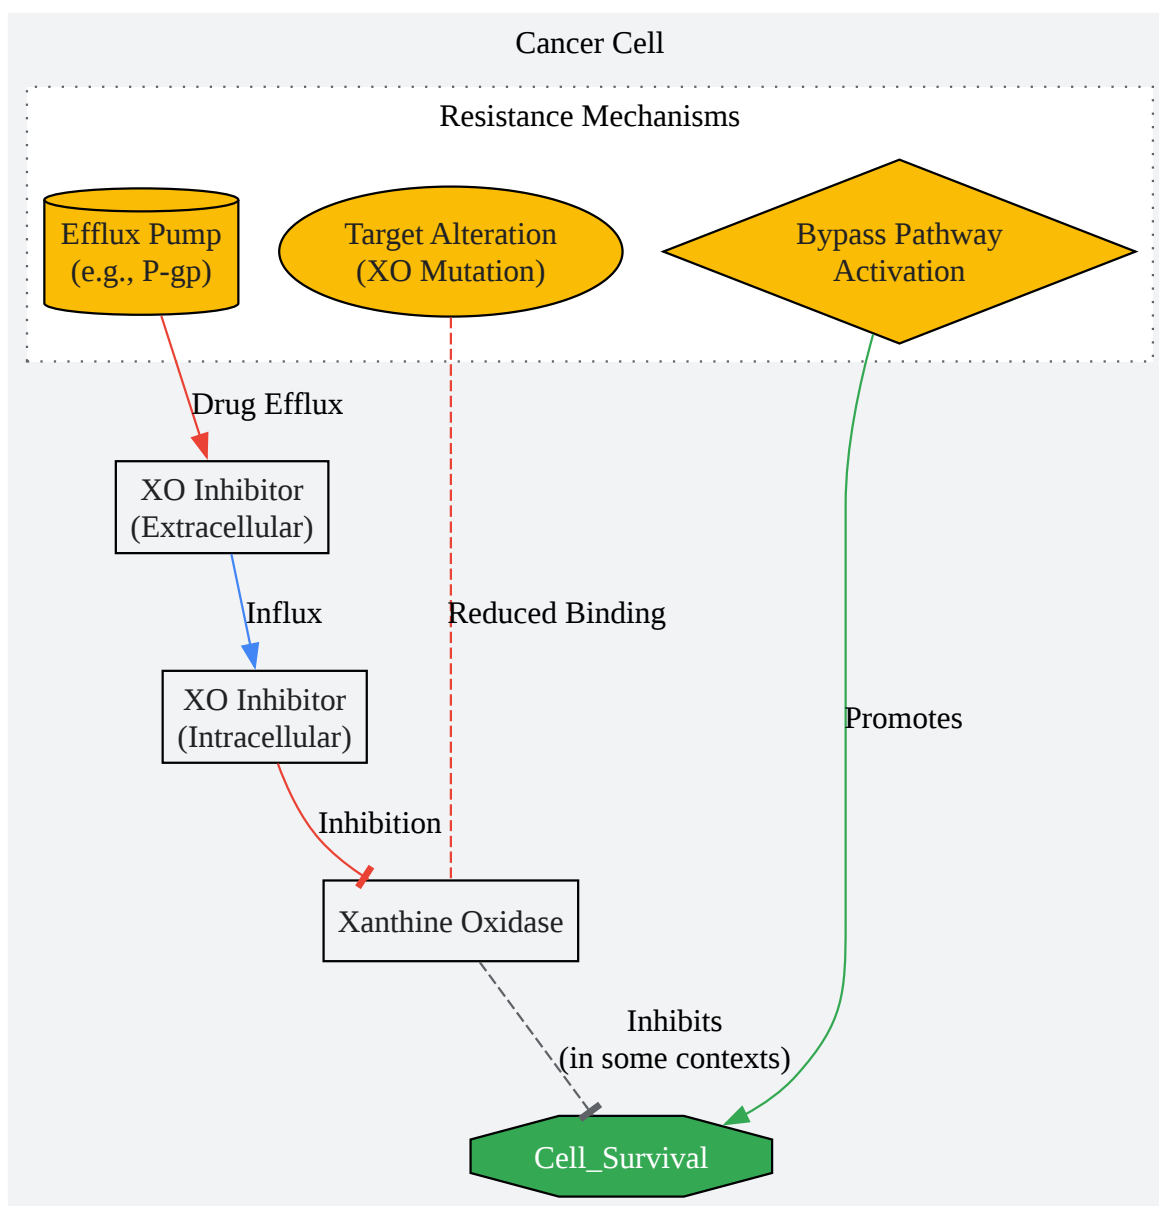 Cancer Cell
Resistance Mechanisms
Efflux Pump
(e.g., P-gp)
Target Alteration
(XO Mutation)
Bypass Pathway
Activation
Drug Efflux
XO Inhibitor
(Extracellular)
Influx
Reduced Binding
XO Inhibitor
(Intracellular)
Promotes
Inhibition
Xanthine Oxidase
Inhibits
(in some contexts)
Cell_Survival